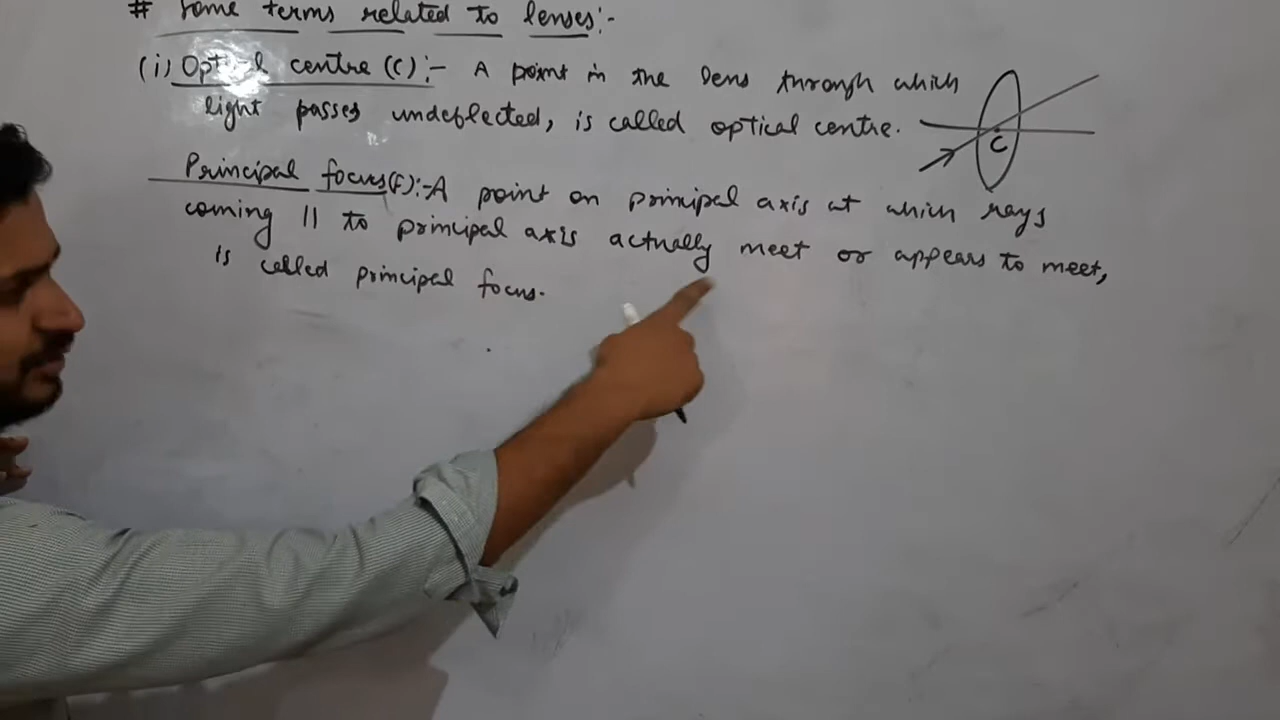 # Some terms related to lenses:-
(i) Optical centre (C):- A point in the lens through which
light passes undeflected, is called optical centre.
C
Principal focus(F):-A point on principal axis at which rays
coming || to principal axis actually meet or appears to meet,
is called principal focus.